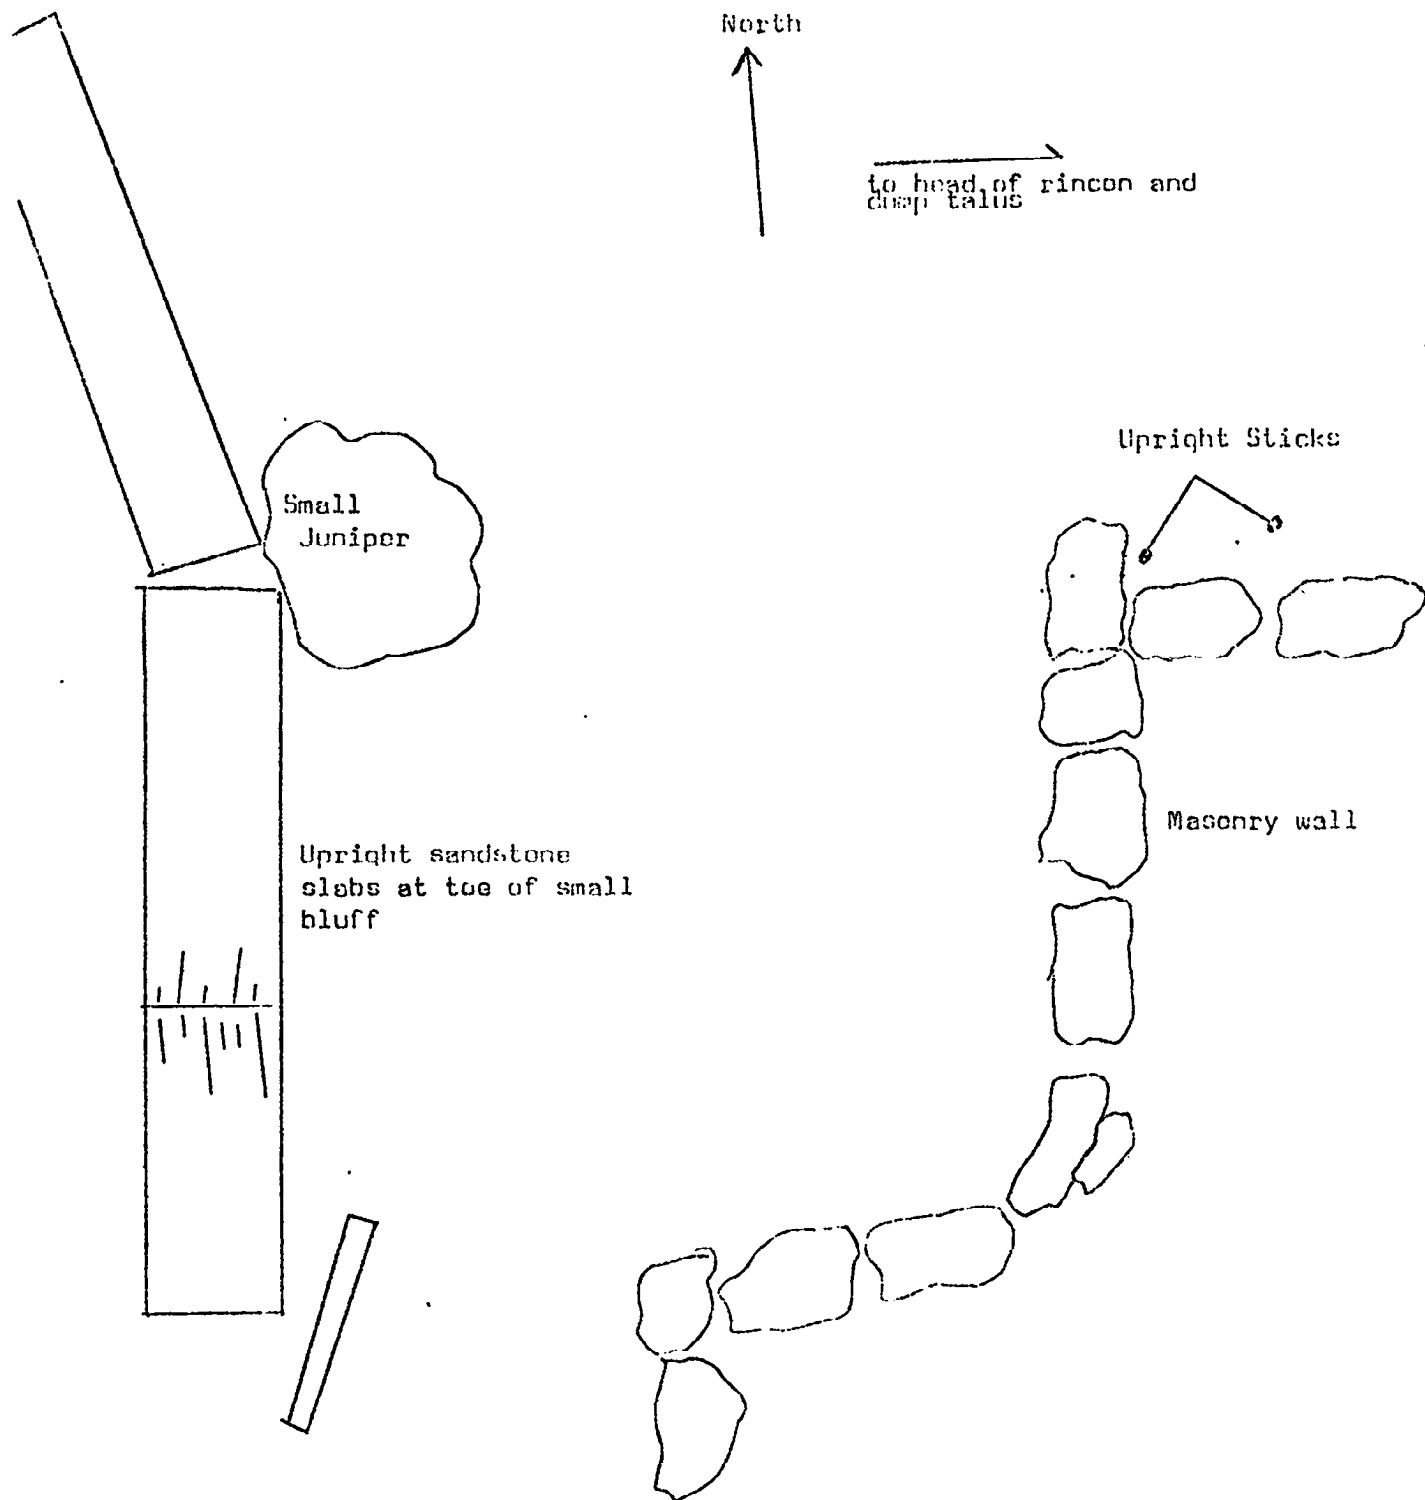 North
to head of rincon and
deep talus
Upright Sticks
Small
Juniper
Masonry wall
Upright sandstone
slabs at toe of small
bluff